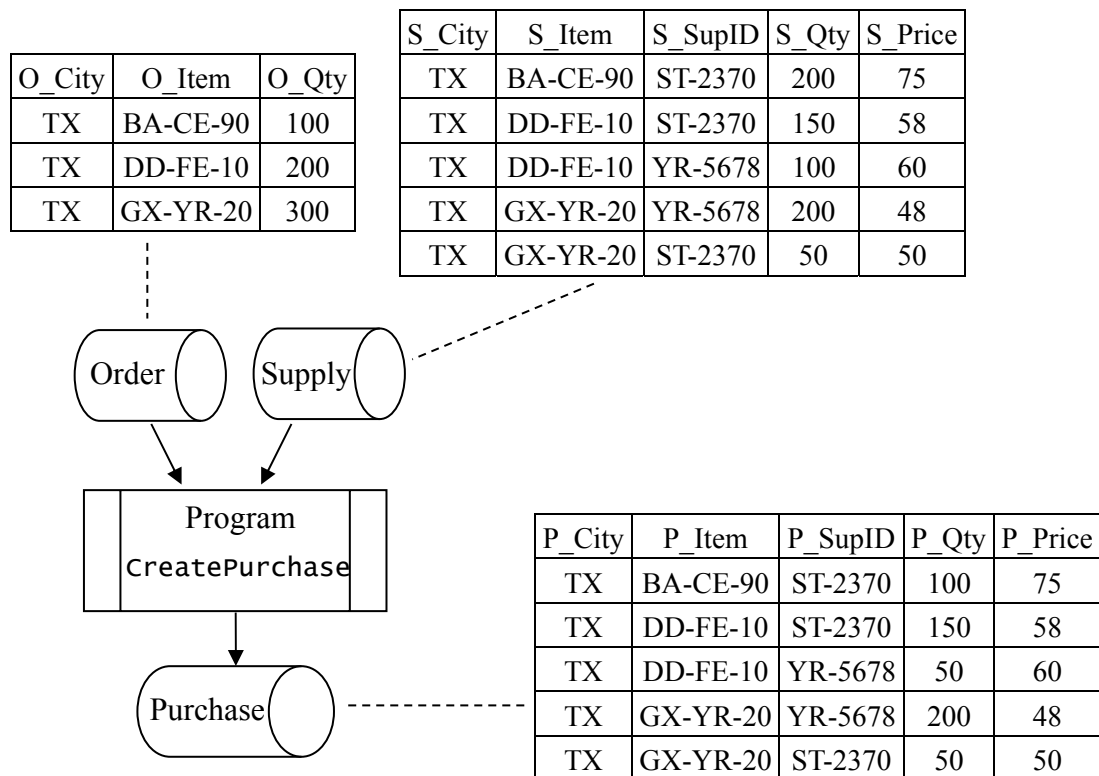 O_City O_Item O_Qty
TX BA-CE-90 100
TX DD-FE-10 200
TX GX-YR-20 300
S_City S_Item S_SupID S_Qty S_Price
TX BA-CE-90 ST-2370 200 75
TX DD-FE-10 ST-2370 150 58
TX DD-FE-10 YR-5678 100 60
TX GX-YR-20 YR-5678 200 48
TX GX-YR-20 ST-2370 50 50
Order
Supply
Program
CreatePurchase
Purchase
P_City P_Item P_SupID P_Qty P_Price
TX BA-CE-90 ST-2370 100 75
TX DD-FE-10 ST-2370 150 58
TX DD-FE-10 YR-5678 50 60
TX GX-YR-20 YR-5678 200 48
TX GX-YR-20 ST-2370 50 50